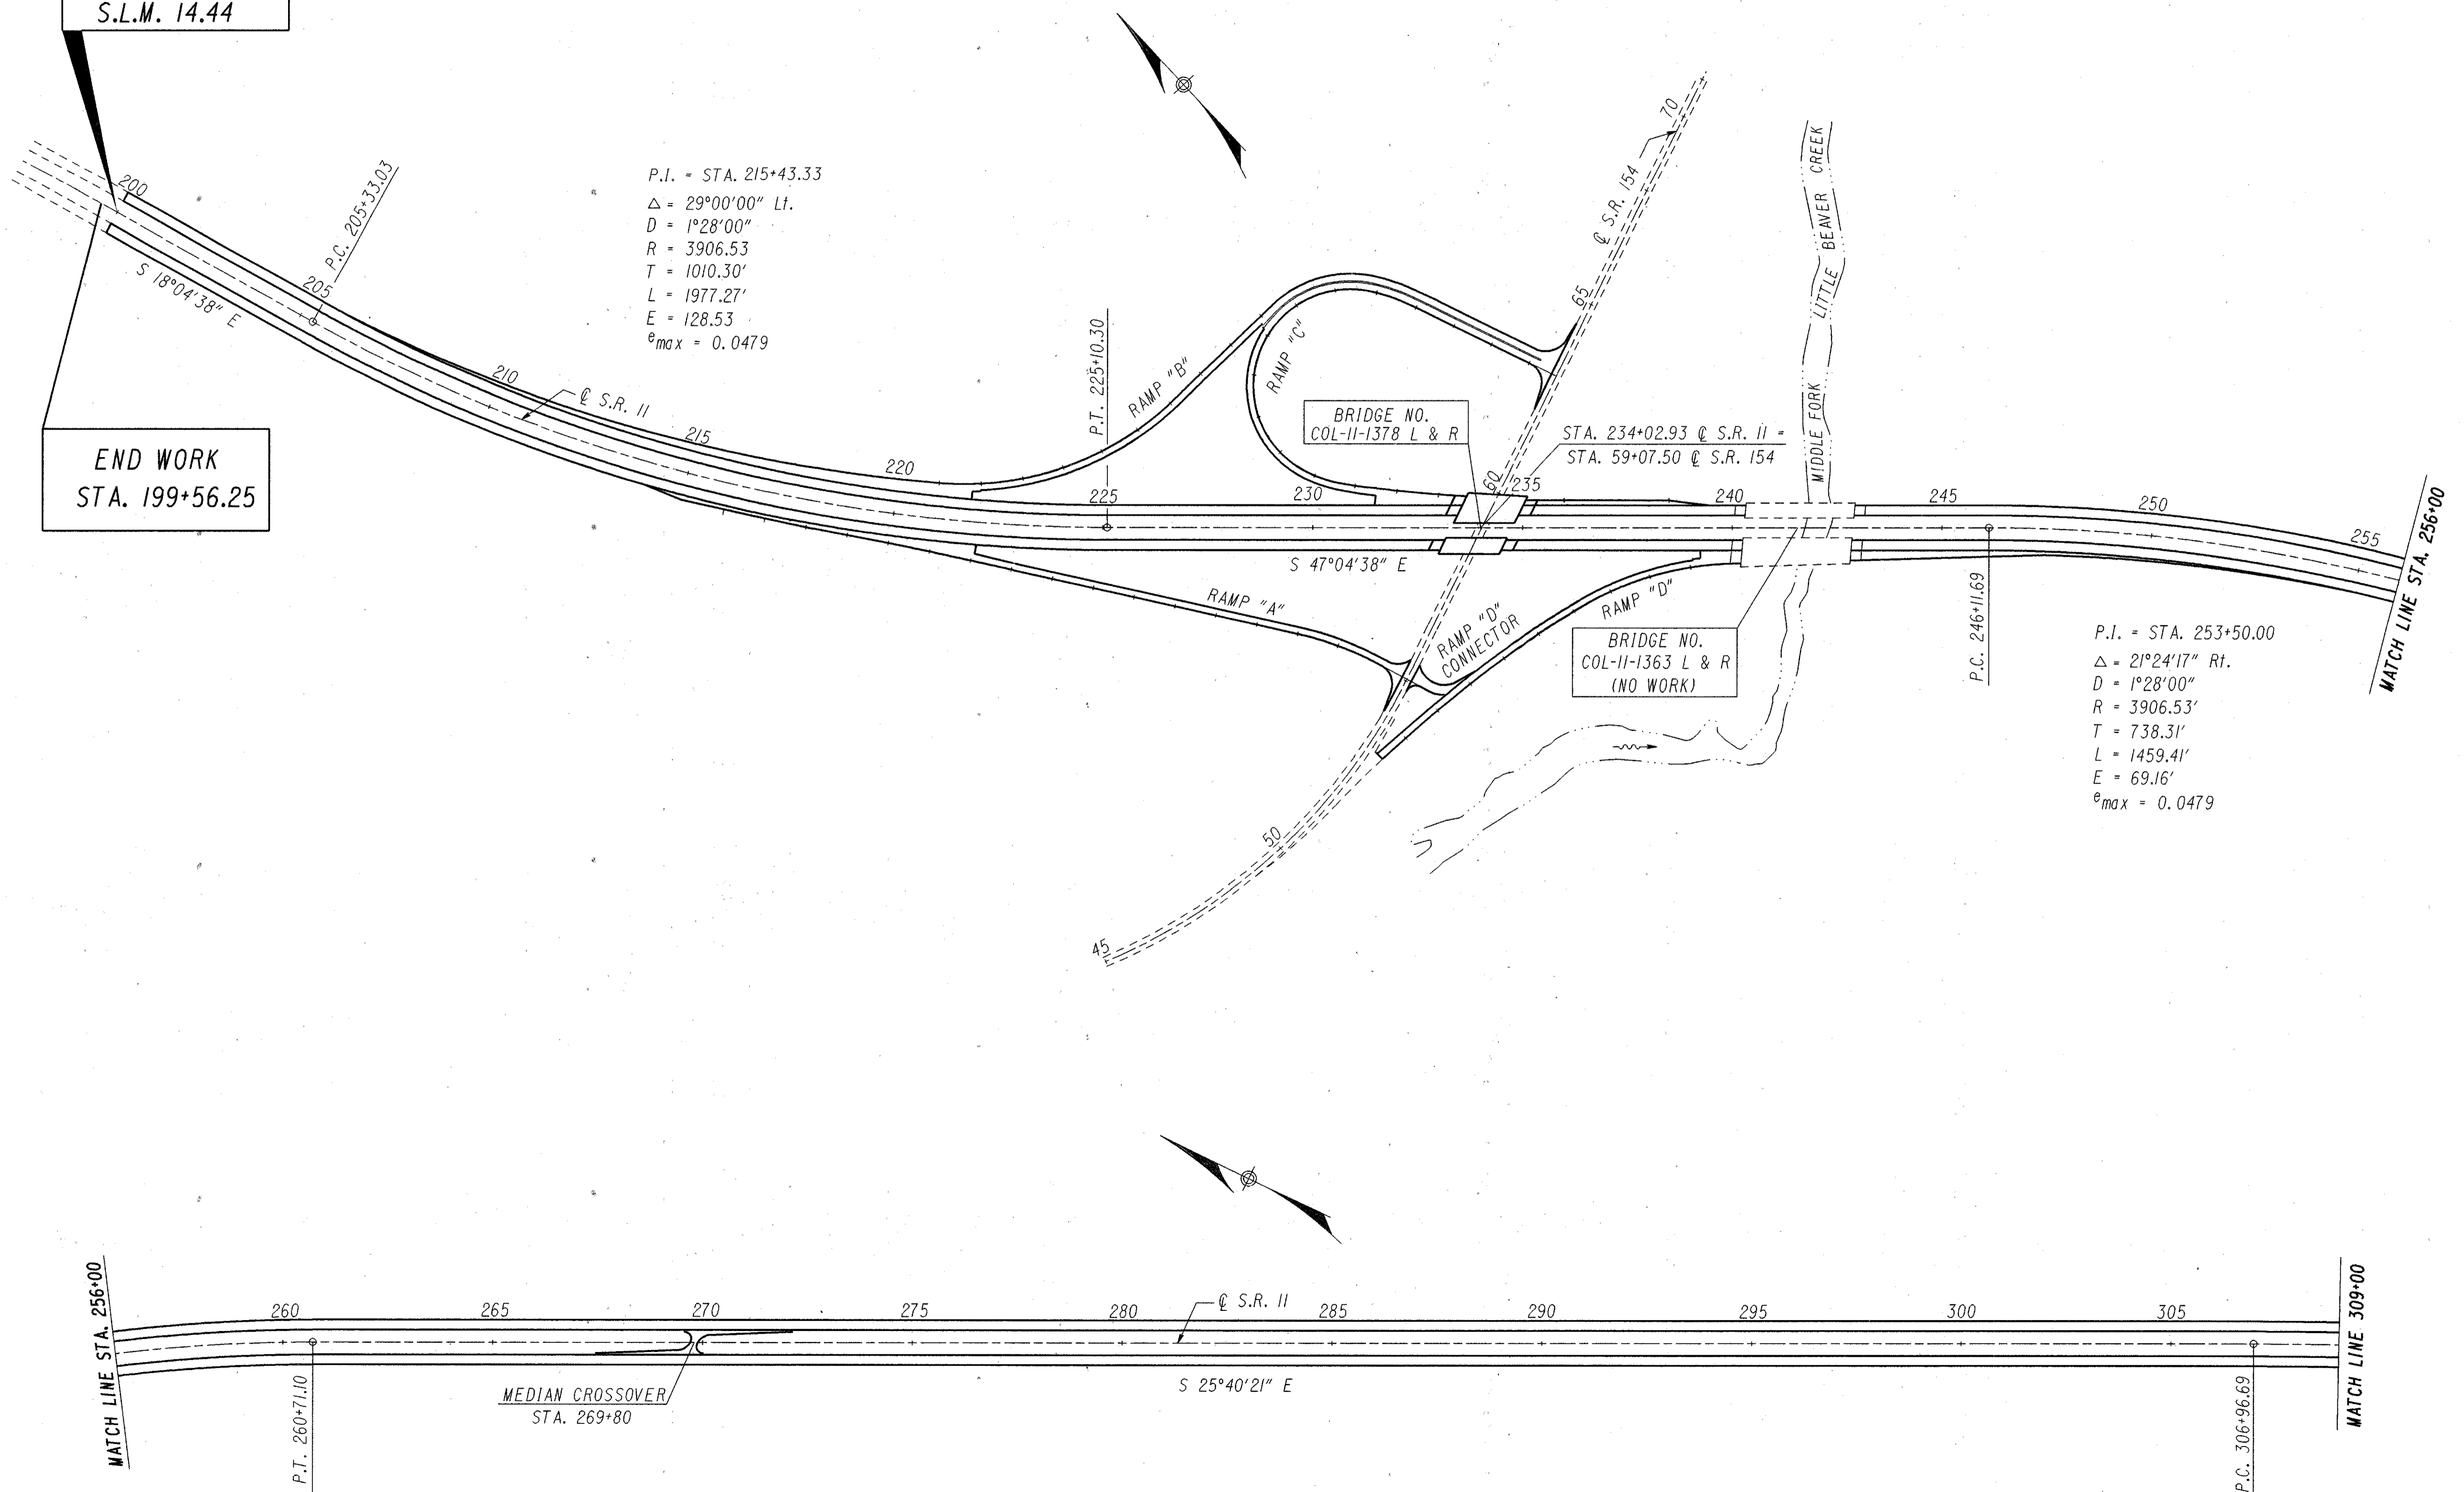 S.L.M. 14.44
200
P.C. 205+33.03
205
S 18°04'38" E
END WORK
STA. 199+56.25
P.I. = STA. 215+43.33
Δ = 29°00'00" Lt.
D = 1°28'00"
R = 3906.53
T = 1010.30'
L = 1977.27'
E = 128.53
emax = 0.0479
210
℄ S.R. 11
215
220
P.T. 225+10.30
225
RAMP "B"
RAMP "C"
230
BRIDGE NO.
COL-11-1378 L & R
STA. 234+02.93 ℄ S.R. 11 =
STA. 59+07.50 ℄ S.R. 154
70
℄ S.R. 154
65
60
235
MIDDLE FORK LITTLE BEAVER CREEK
240
245
250
255
MATCH LINE STA. 256+00
S 47°04'38" E
RAMP "A"
RAMP "D"
CONNECTOR
RAMP "D"
BRIDGE NO.
COL-11-1363 L & R
(NO WORK)
P.C. 246+11.69
P.I. = STA. 253+50.00
Δ = 21°24'17" Rt.
D = 1°28'00"
R = 3906.53'
T = 738.31'
L = 1459.41'
E = 69.16'
emax = 0.0479
50
45
MATCH LINE STA. 256+00
260
265
270
275
280
℄ S.R. 11
285
290
295
300
305
MATCH LINE 309+00
P.T. 260+71.10
MEDIAN CROSSOVER
STA. 269+80
S 25°40'21" E
P.C. 306+96.69